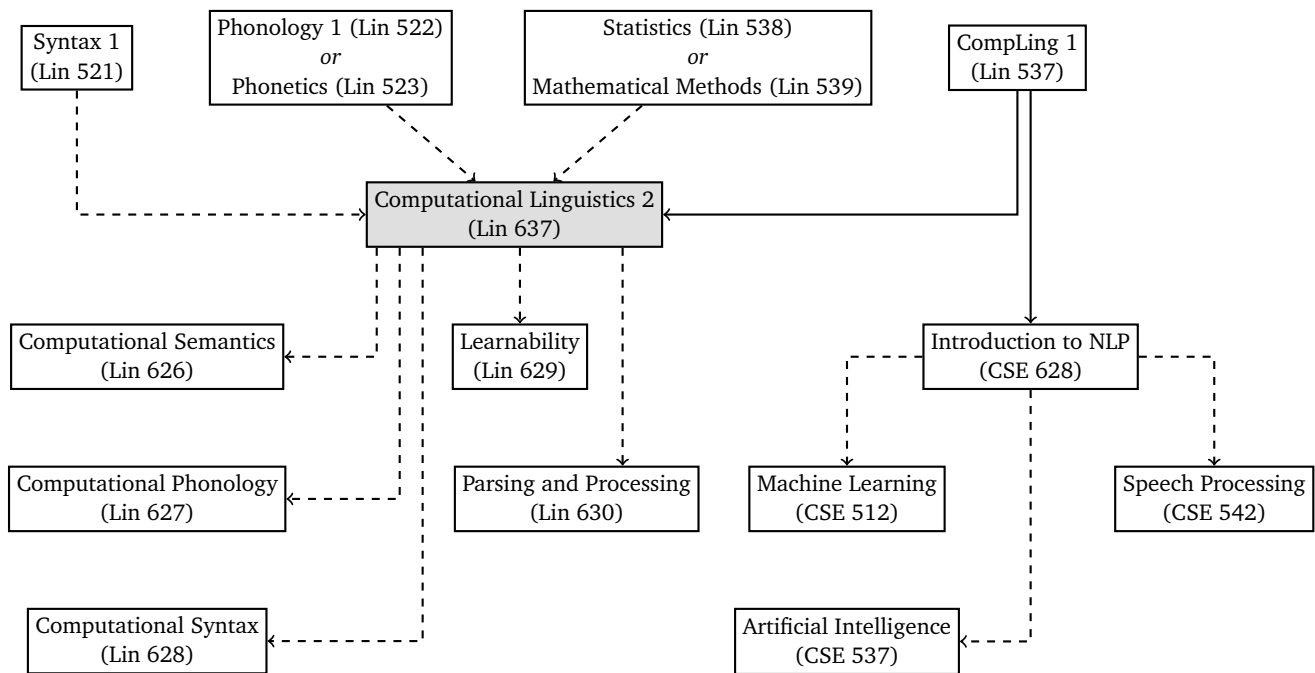 Syntax 1
(Lin 521)
Phonology 1 (Lin 522)
or
Phonetics (Lin 523)
Statistics (Lin 538)
or
Mathematical Methods (Lin 539)
CompLing 1
(Lin 537)
Computational Linguistics 2
(Lin 637)
Computational Semantics
(Lin 626)
Learnability
(Lin 629)
Introduction to NLP
(CSE 628)
Computational Phonology
(Lin 627)
Parsing and Processing
(Lin 630)
Machine Learning
(CSE 512)
Speech Processing
(CSE 542)
Computational Syntax
(Lin 628)
Artificial Intelligence
(CSE 537)